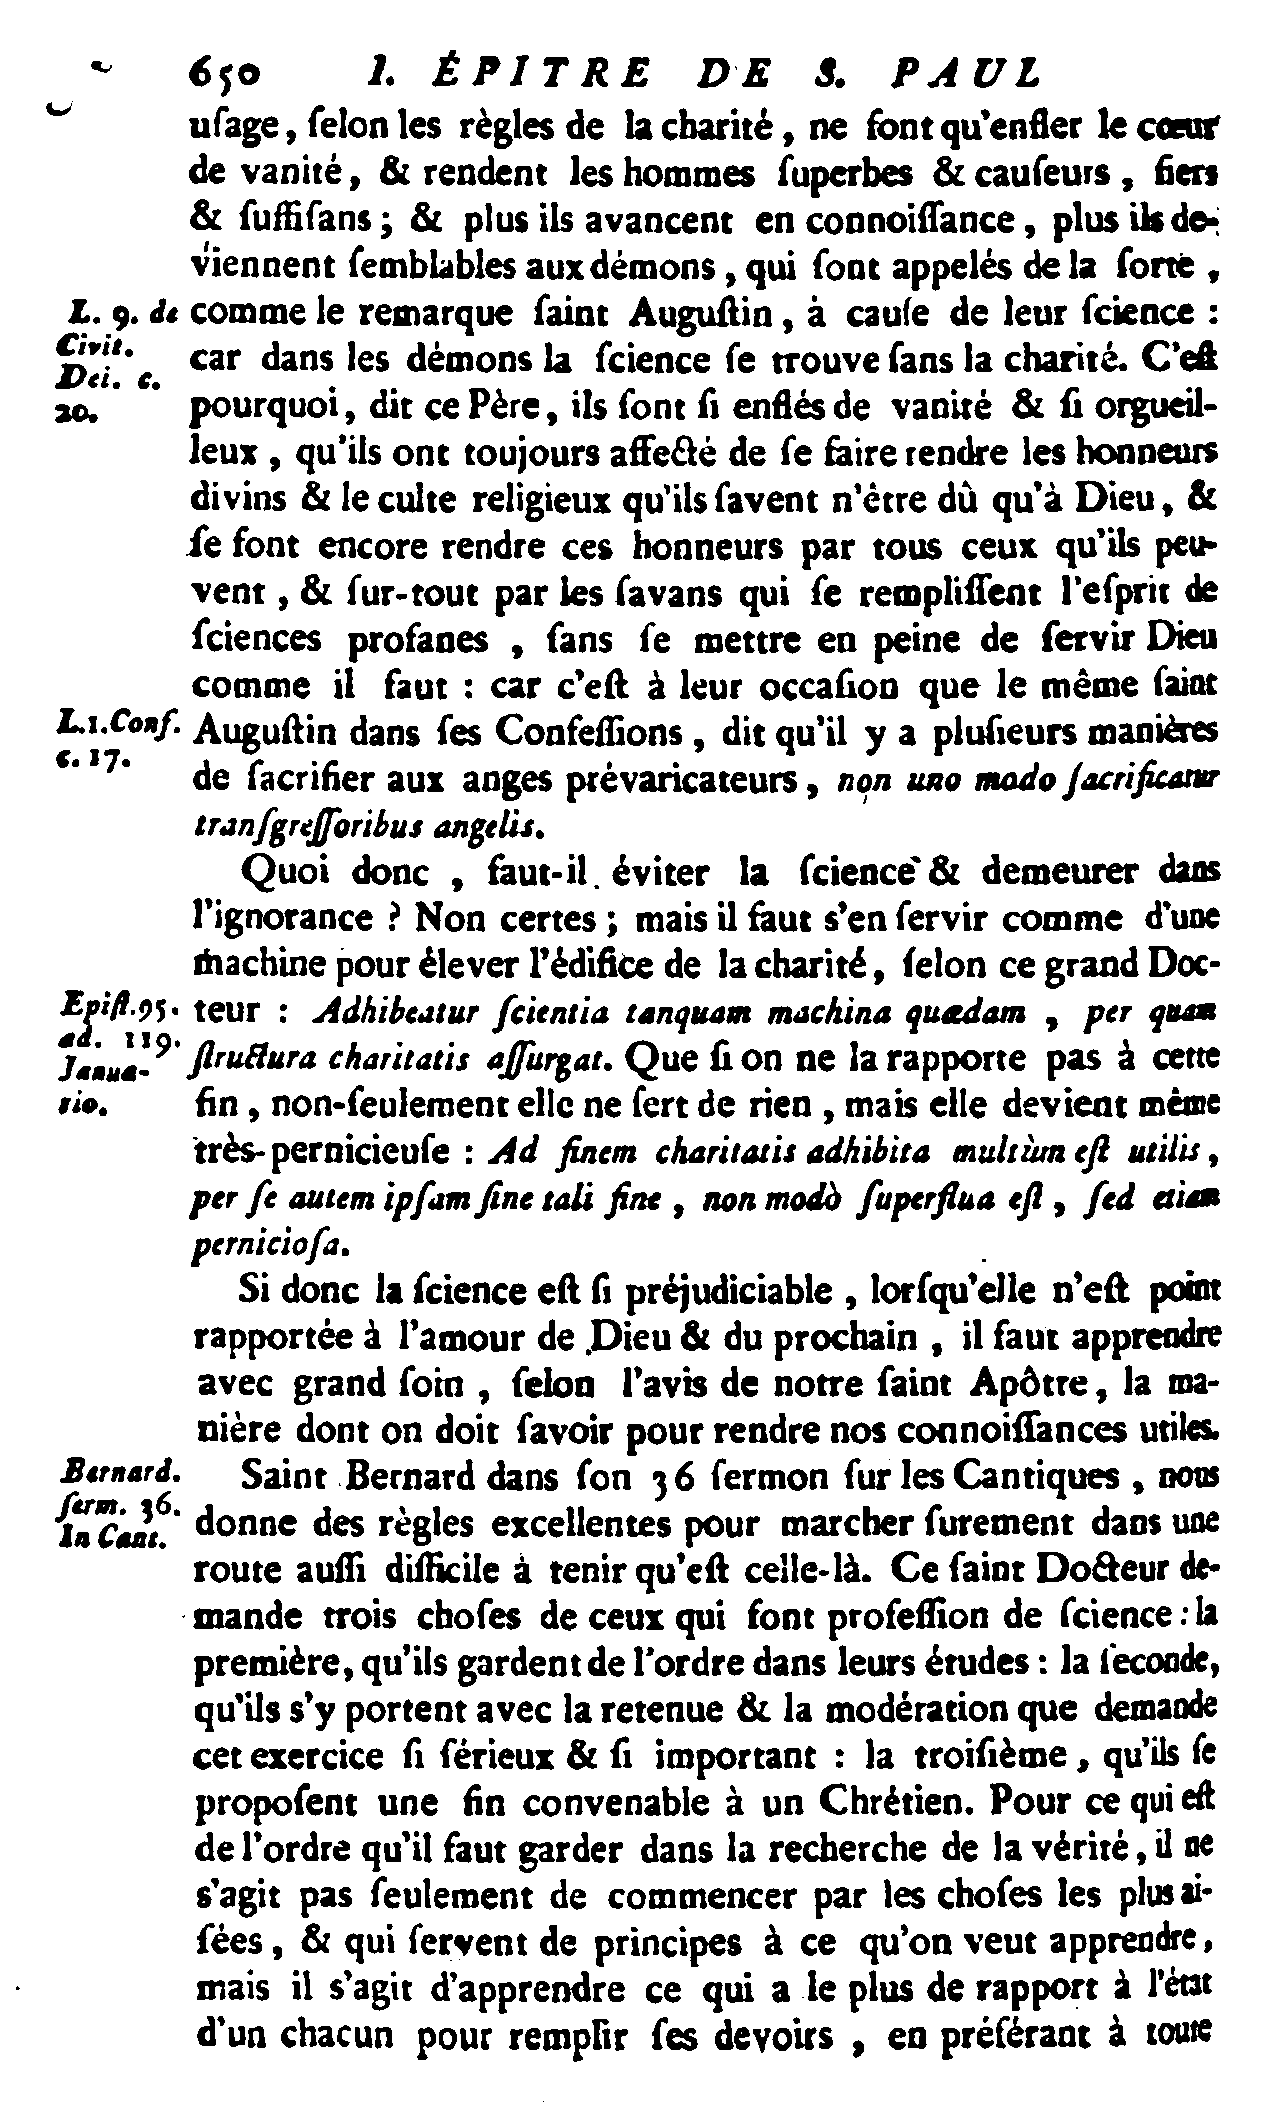 650 I. ÉPITRE DE S. PAUL
uſage, ſelon les règles de la charité, ne font qu'enfler le cœur
de vanité, & rendent les hommes ſuperbes & cauſeurs, fiers
& ſuffiſans; & plus ils avancent en connoiſſance, plus ils de-
viennent ſemblables aux démons, qui ſont appelés de la ſorte,
L. 9. de comme le remarque ſaint Auguſtin, à cauſe de leur ſcience :
Civit.
Dei. c.
20.
car dans les démons la ſcience ſe trouve ſans la charité. C'eſt
pourquoi, dit ce Père, ils ſont ſi enflés de vanité & ſi orgueil-
leux, qu'ils ont toujours affecté de ſe faire rendre les honneurs
divins & le culte religieux qu'ils ſavent n'être dû qu'à Dieu, &
ſe font encore rendre ces honneurs par tous ceux qu'ils peu-
vent, & ſur-tout par les ſavans qui ſe rempliſſent l'eſprit de
ſciences profanes, ſans ſe mettre en peine de ſervir Dieu
comme il faut : car c'eſt à leur occaſion que le même ſaint
L.1.Conf.
c. 17.
Auguſtin dans ſes Confeſſions, dit qu'il y a pluſieurs manières
de ſacrifier aux anges prévaricateurs, non uno modo ſacrificatur
tranſgreſſoribus angelis.
Quoi donc, faut-il éviter la ſcience & demeurer dans
l'ignorance ? Non certes; mais il faut s'en ſervir comme d'une
machine pour élever l'édifice de la charité, ſelon ce grand Doc-
Epiſt.95.
ad. 119.
Janua-
rio.
teur : Adhibeatur ſcientia tanquam machina quædam, per quam
ſtructura charitatis aſſurgat. Que ſi on ne la rapporte pas à cette
fin, non-ſeulement elle ne ſert de rien, mais elle devient même
très-pernicieuſe : Ad finem charitatis adhibita multùm eſt utilis,
per ſe autem ipſam ſine tali fine, non modò ſuperflua eſt, ſed etiam
pernicioſa.
Si donc la ſcience eſt ſi préjudiciable, lorſqu'elle n'eſt point
rapportée à l'amour de Dieu & du prochain, il faut apprendre
avec grand ſoin, ſelon l'avis de notre ſaint Apôtre, la ma-
nière dont on doit ſavoir pour rendre nos connoiſſances utiles.
Bernard.
ſerm. 36.
In Cant.
Saint Bernard dans ſon 36 ſermon ſur les Cantiques, nous
donne des règles excellentes pour marcher ſurement dans une
route auſſi difficile à tenir qu'eſt celle-là. Ce ſaint Docteur de-
mande trois choſes de ceux qui font profeſſion de ſcience : la
première, qu'ils gardent de l'ordre dans leurs études : la ſeconde,
qu'ils s'y portent avec la retenue & la modération que demande
cet exercice ſi ſérieux & ſi important : la troiſième, qu'ils ſe
propoſent une fin convenable à un Chrétien. Pour ce qui eſt
de l'ordre qu'il faut garder dans la recherche de la vérité, il ne
s'agit pas ſeulement de commencer par les choſes les plus ai-
ſées, & qui ſervent de principes à ce qu'on veut apprendre,
mais il s'agit d'apprendre ce qui a le plus de rapport à l'état
d'un chacun pour remplir ſes devoirs, en préférant à toute